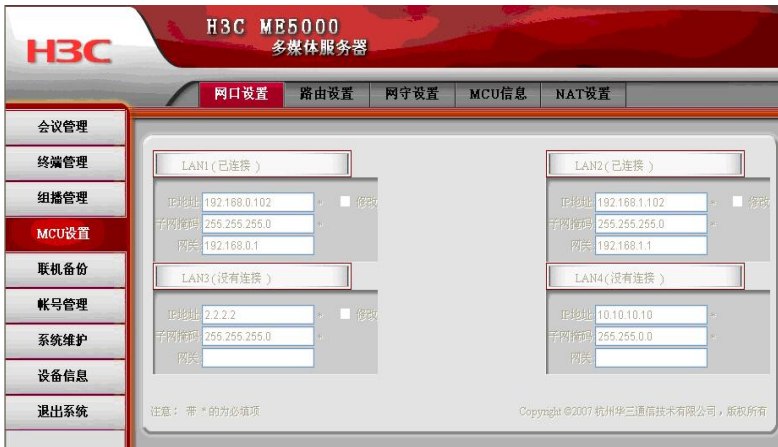 H3C
H3C ME5000
多媒体服务器
网口设置 路由设置 网守设置 MCU信息 NAT设置
会议管理
终端管理
组播管理
MCU设置
联机备份
帐号管理
系统维护
设备信息
退出系统
LAN1(已连接)
IP地址 192.168.0.102 * 修改
子网掩码 255.255.255.0 *
网关 192.168.0.1
LAN2(已连接)
IP地址 192.168.1.102 * 修改
子网掩码 255.255.255.0 *
网关 192.168.1.1
LAN3(没有连接)
IP地址 2.2.2.2 * 修改
子网掩码 255.255.255.0 *
网关
LAN4(没有连接)
IP地址 10.10.10.10 *
子网掩码 255.255.0.0 *
网关
注意： 带 * 的为必填项
Copyright ©2007 杭州华三通信技术有限公司，版权所有